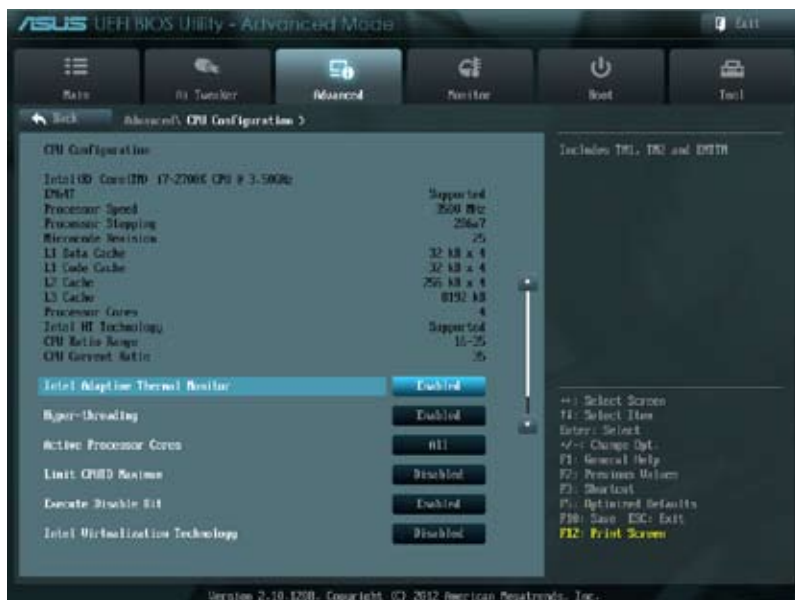 ASUS UEFI BIOS Utility - Advanced Mode
Exit
Main
Ai Tweaker
Advanced
Monitor
Boot
Tool
Back
Advanced\ CPU Configuration >
CPU Configuration
Includes TM1, TM2 and EMTTM
Intel(R) Core(TM) i7-2700K CPU @ 3.50GHz
EM64T Supported
Processor Speed 3500 MHz
Processor Stepping 206a7
Microcode Revision 25
L1 Data Cache 32 kB x 4
L1 Code Cache 32 kB x 4
L2 Cache 256 kB x 4
L3 Cache 8192 kB
Processor Cores 4
Intel HT Technology Supported
CPU Ratio Range 16-35
CPU Current Ratio 35
Intel Adaptive Thermal Monitor Enabled
Hyper-threading Enabled
Active Processor Cores All
Limit CPUID Maximum Disabled
Execute Disable Bit Enabled
Intel Virtualization Technology Disabled
→←: Select Screen
↑↓: Select Item
Enter: Select
+/-: Change Opt.
F1: General Help
F2: Previous Values
F3: Shortcut
F5: Optimized Defaults
F10: Save ESC: Exit
F12: Print Screen
Version 2.10.1208. Copyright (C) 2012 American Megatrends, Inc.